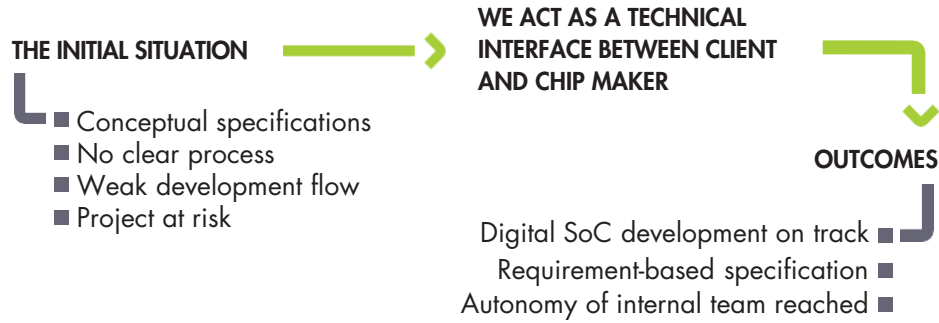 THE INITIAL SITUATION
Conceptual specifications
No clear process
Weak development flow
Project at risk
WE ACT AS A TECHNICAL
INTERFACE BETWEEN CLIENT
AND CHIP MAKER
OUTCOMES
Digital SoC development on track
Requirement-based specification
Autonomy of internal team reached